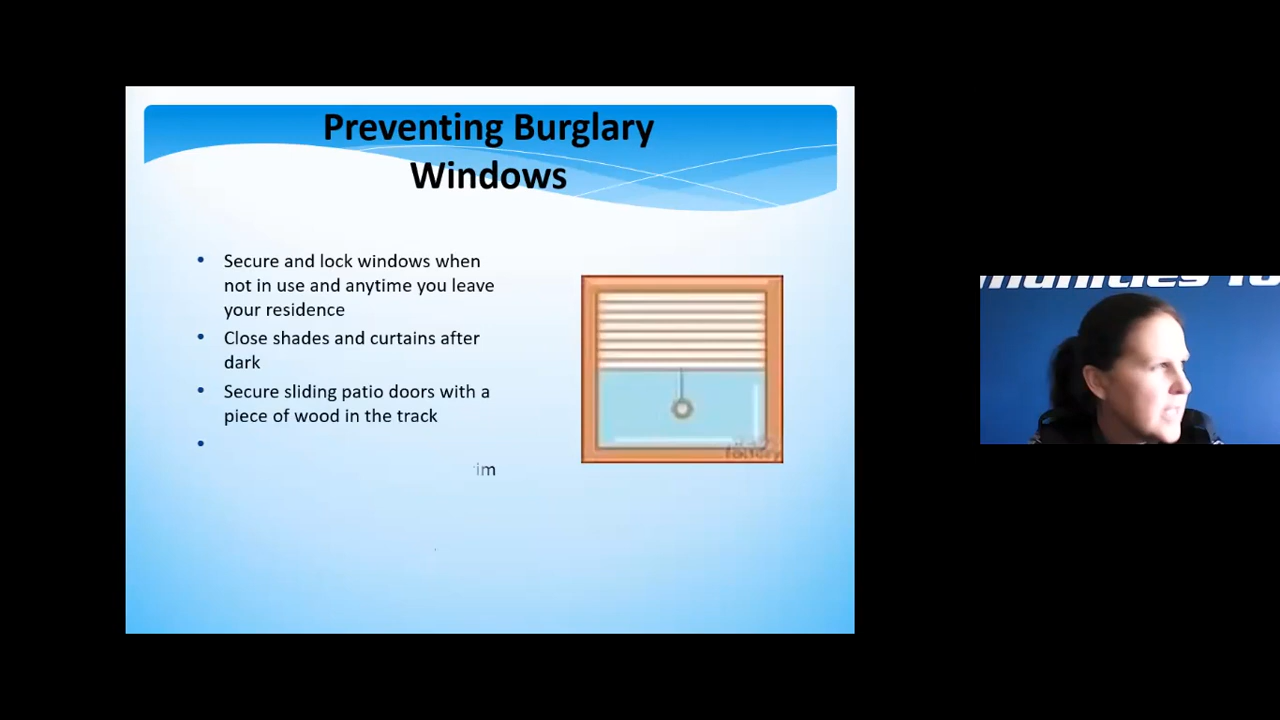 Preventing Burglary
Windows
• Secure and lock windows when
not in use and anytime you leave
your residence
• Close shades and curtains after
dark
• Secure sliding patio doors with a
piece of wood in the track
•
im